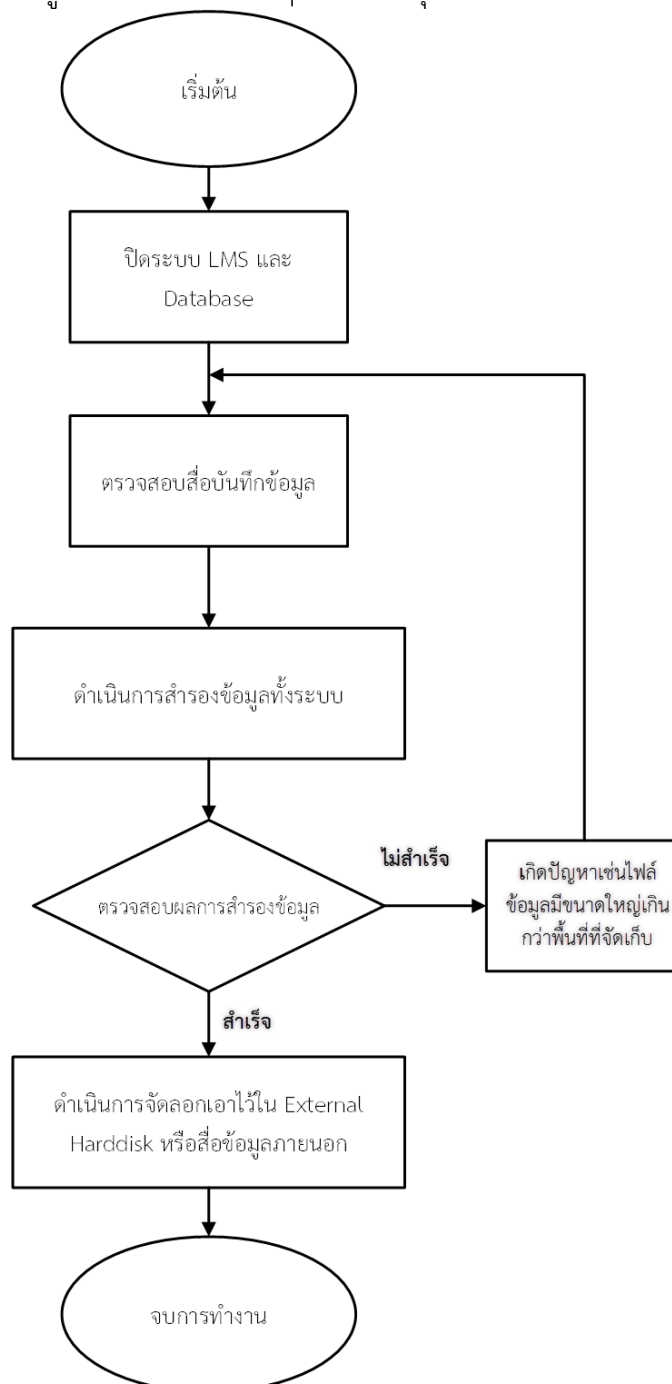 เริ่มต้น
ปิดระบบ LMS และ
Database
ตรวจสอบสื่อบันทึกข้อมูล
ดำเนินการสำรองข้อมูลทั้งระบบ
ตรวจสอบผลการสำรองข้อมูล
ไม่สำเร็จ
เกิดปัญหาเช่นไฟล์
ข้อมูลมีขนาดใหญ่เกิน
กว่าพื้นที่ที่จัดเก็บ
สำเร็จ
ดำเนินการจัดลอกเอาไว้ใน External
Harddisk หรือสื่อข้อมูลภายนอก
จบการทำงาน